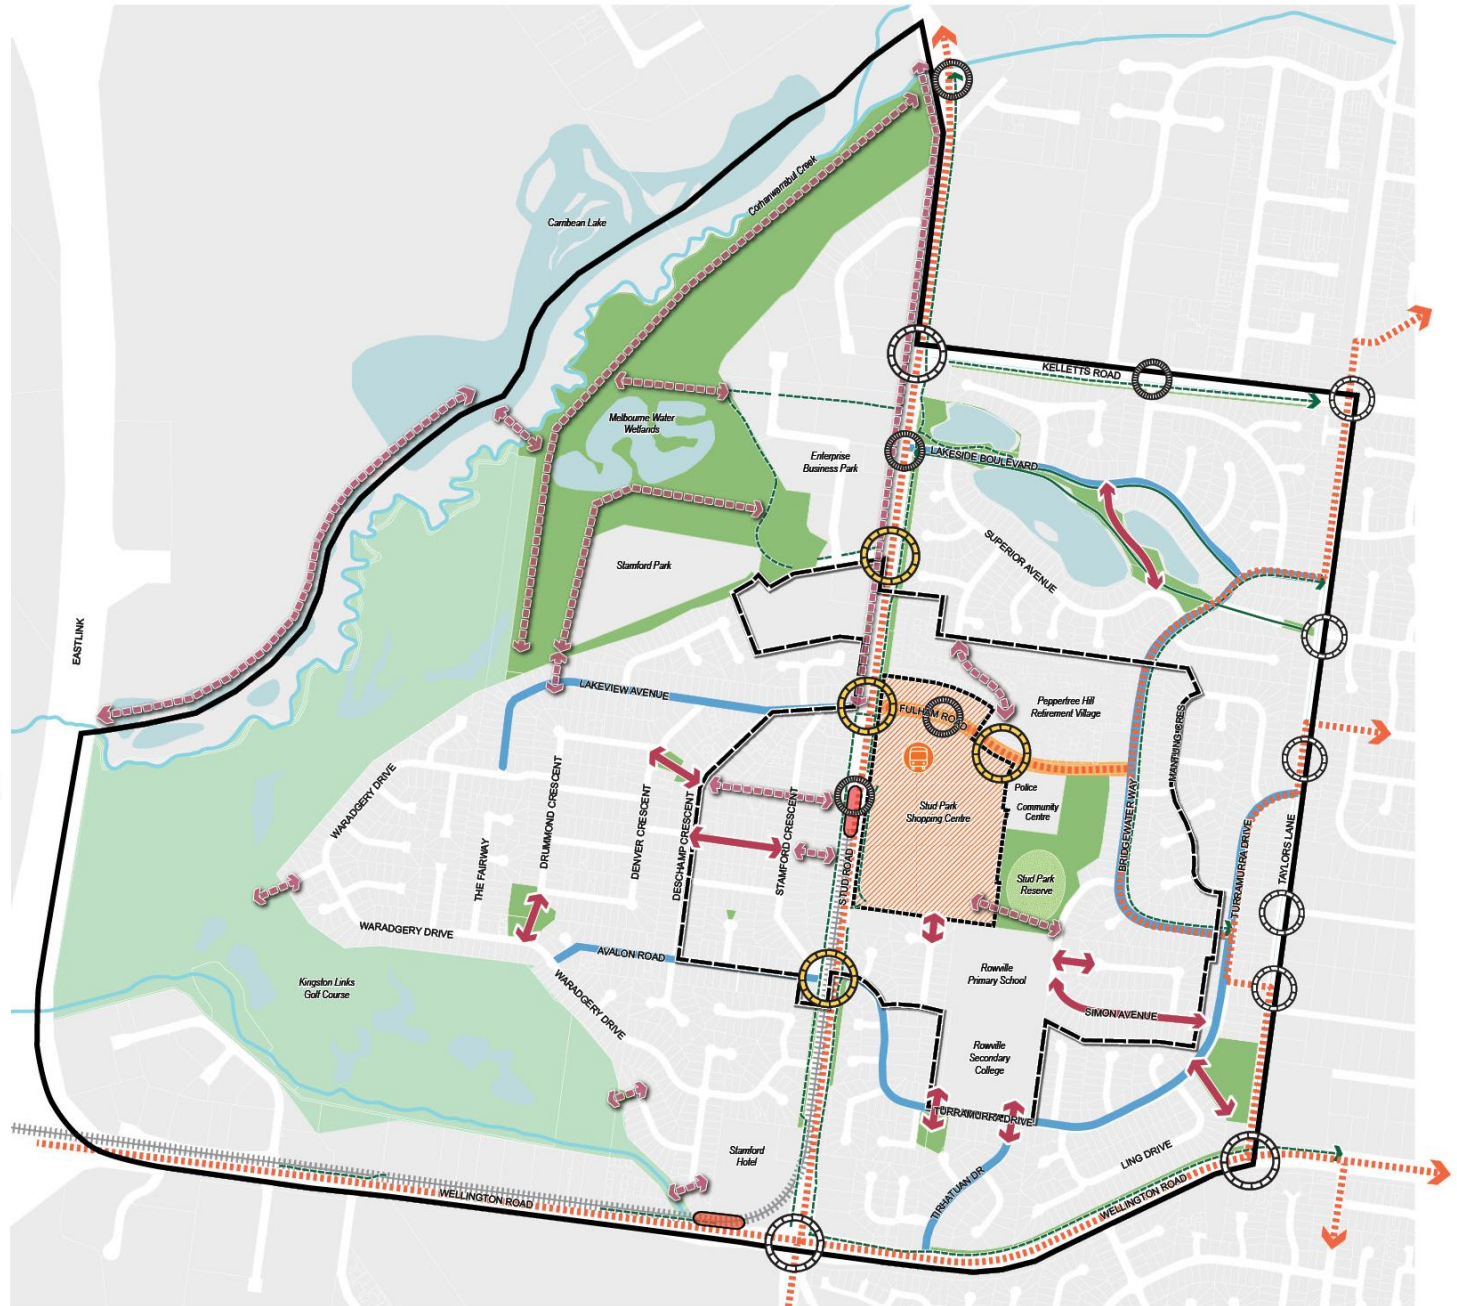 Corhanwarrabul Creek
Carribean Lake
KELLETTS ROAD
Melbourne Water
Wetlands
Enterprise
Business Park
LAKESIDE BOULEVARD
SUPERIOR AVENUE
Stamford Park
EASTLINK
LAKEVIEW AVENUE
FULHAM ROAD
Peppertree Hill
Retirement Village
MANTUNG CRES
WARADGERY DRIVE
THE FAIRWAY
DRUMMOND CRESCENT
DENVER CRESCENT
DESCHAMP CRESCENT
STAMFORD CRESCENT
STUD ROAD
Stud Park
Shopping Centre
Police
Community
Centre
Stud Park
Reserve
BRIDGEWATER WAY
TURRAMURRA DRIVE
TAYLORS LANE
WARADGERY DRIVE
AVALON ROAD
WARADGERY DRIVE
Kingston Links
Golf Course
Rowville
Primary School
SIMON AVENUE
Rowville
Secondary
College
TURRAMURRA DRIVE
Stamford
Hotel
LING DRIVE
TIRHATUAN DR
WELLINGTON ROAD
WELLINGTON ROAD